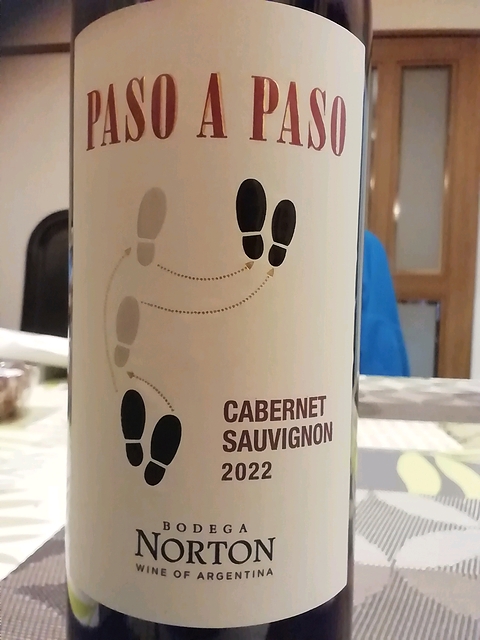 PASO A PASO
CABERNET
SAUVIGNON
2022
BODEGA
NORTON
WINE OF ARGENTINA